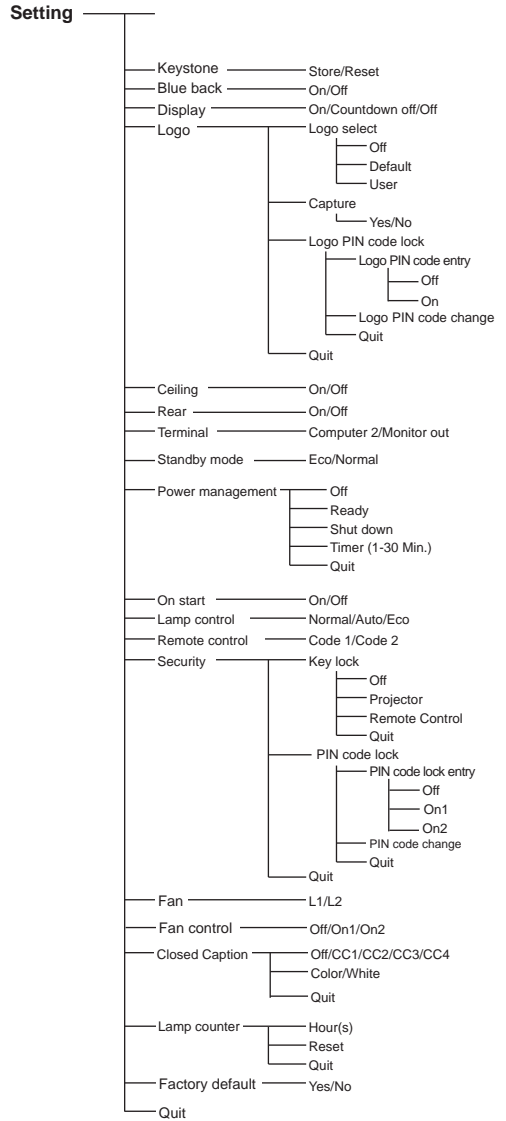 Setting
Keystone Store/Reset
Blue back On/Off
Display On/Countdown off/Off
Logo Logo select
Off
Default
User
Capture
Yes/No
Logo PIN code lock
Logo PIN code entry
Off
On
Logo PIN code change
Quit
Quit
Ceiling On/Off
Rear On/Off
Terminal Computer 2/Monitor out
Standby mode Eco/Normal
Power management Off
Ready
Shut down
Timer (1-30 Min.)
Quit
On start On/Off
Lamp control Normal/Auto/Eco
Remote control Code 1/Code 2
Security Key lock
Off
Projector
Remote Control
Quit
PIN code lock
PIN code lock entry
Off
On1
On2
PIN code change
Quit
Quit
Fan L1/L2
Fan control Off/On1/On2
Closed Caption Off/CC1/CC2/CC3/CC4
Color/White
Quit
Lamp counter Hour(s)
Reset
Quit
Factory default Yes/No
Quit